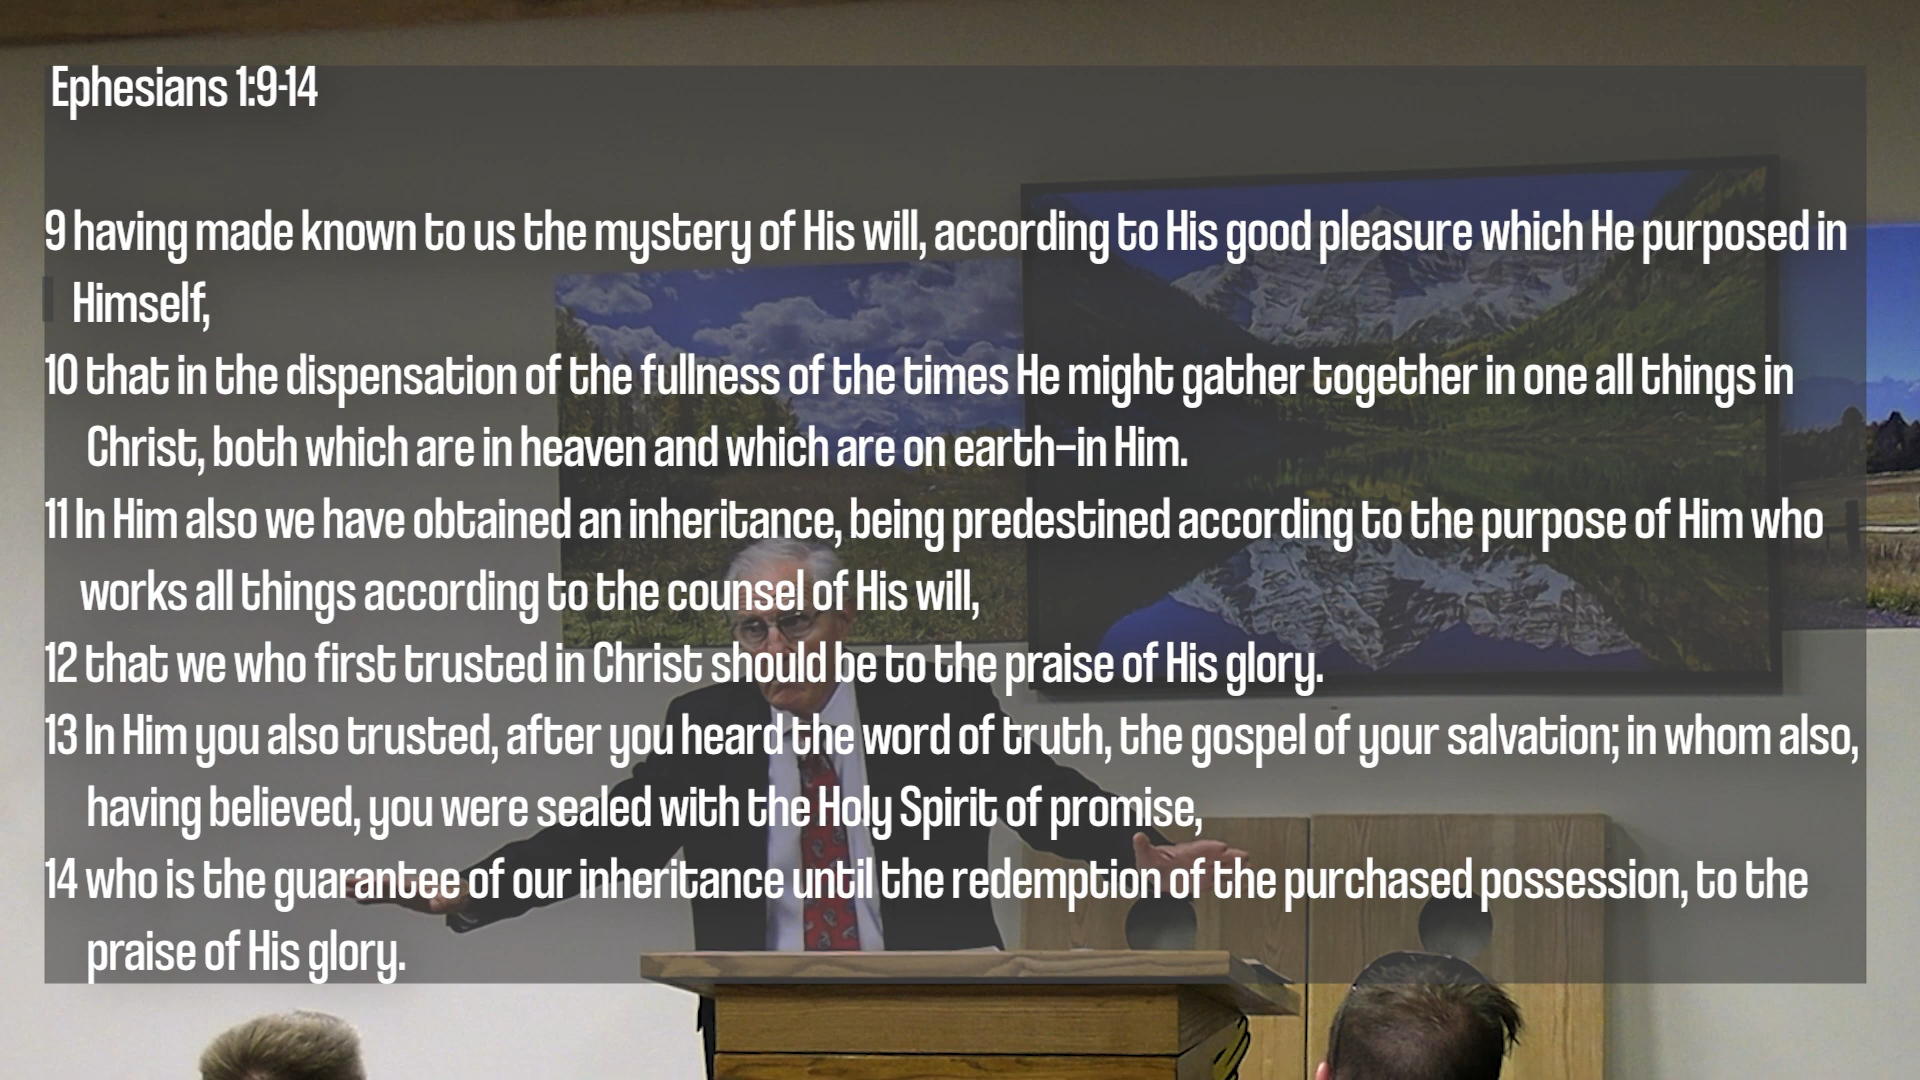 Ephesians 1:9-14
9 having made known to us the mystery of His will, according to His good pleasure which He purposed in
Himself,
10 that in the dispensation of the fullness of the times He might gather together in one all things in
Christ, both which are in heaven and which are on earth–in Him.
11 In Him also we have obtained an inheritance, being predestined according to the purpose of Him who
works all things according to the counsel of His will,
12 that we who first trusted in Christ should be to the praise of His glory.
13 In Him you also trusted, after you heard the word of truth, the gospel of your salvation; in whom also,
having believed, you were sealed with the Holy Spirit of promise,
14 who is the guarantee of our inheritance until the redemption of the purchased possession, to the
praise of His glory.